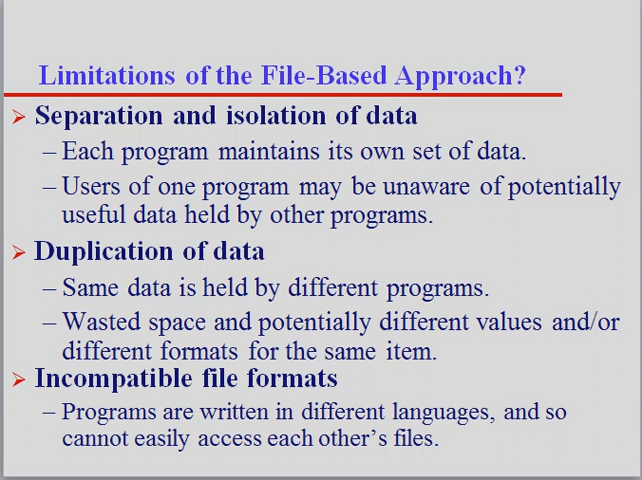 Limitations of the File-Based Approach?
Separation and isolation of data
– Each program maintains its own set of data.
– Users of one program may be unaware of potentially
useful data held by other programs.
Duplication of data
– Same data is held by different programs.
– Wasted space and potentially different values and/or
different formats for the same item.
Incompatible file formats
– Programs are written in different languages, and so
cannot easily access each other’s files.